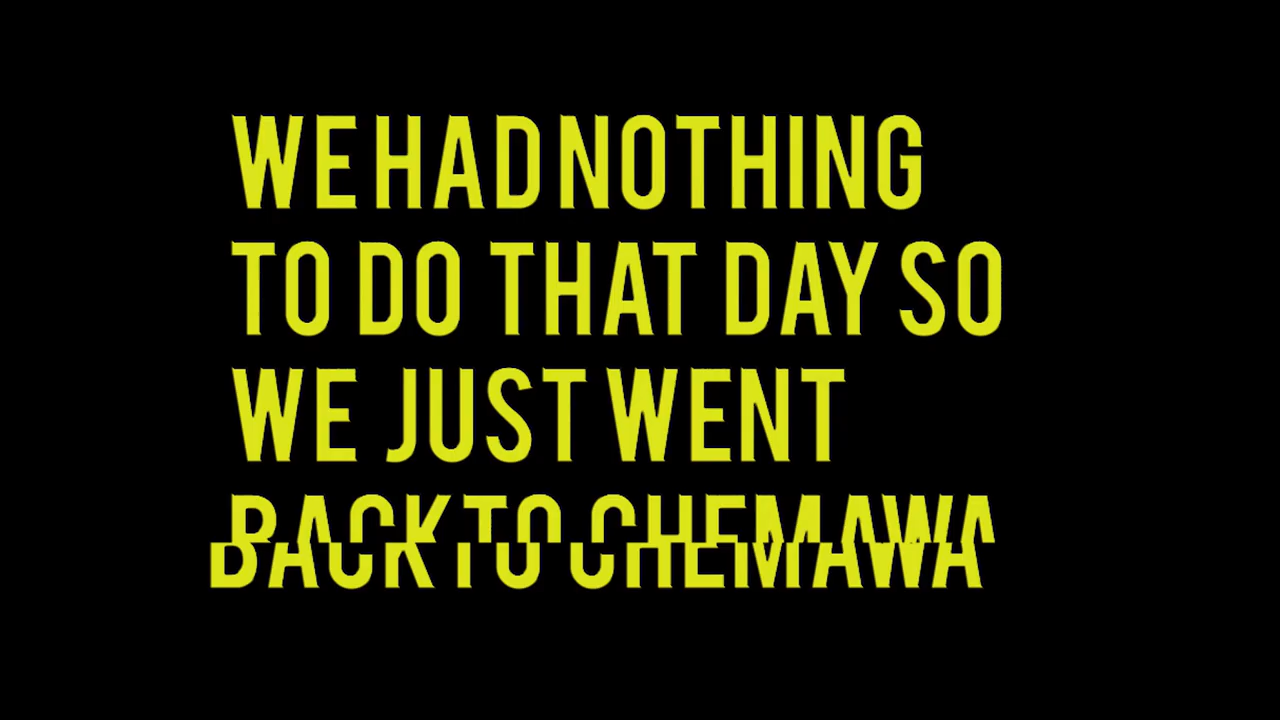 WE HAD NOTHING
TO DO THAT DAY SO
WE JUST WENT
BACK TO CHEMAWA